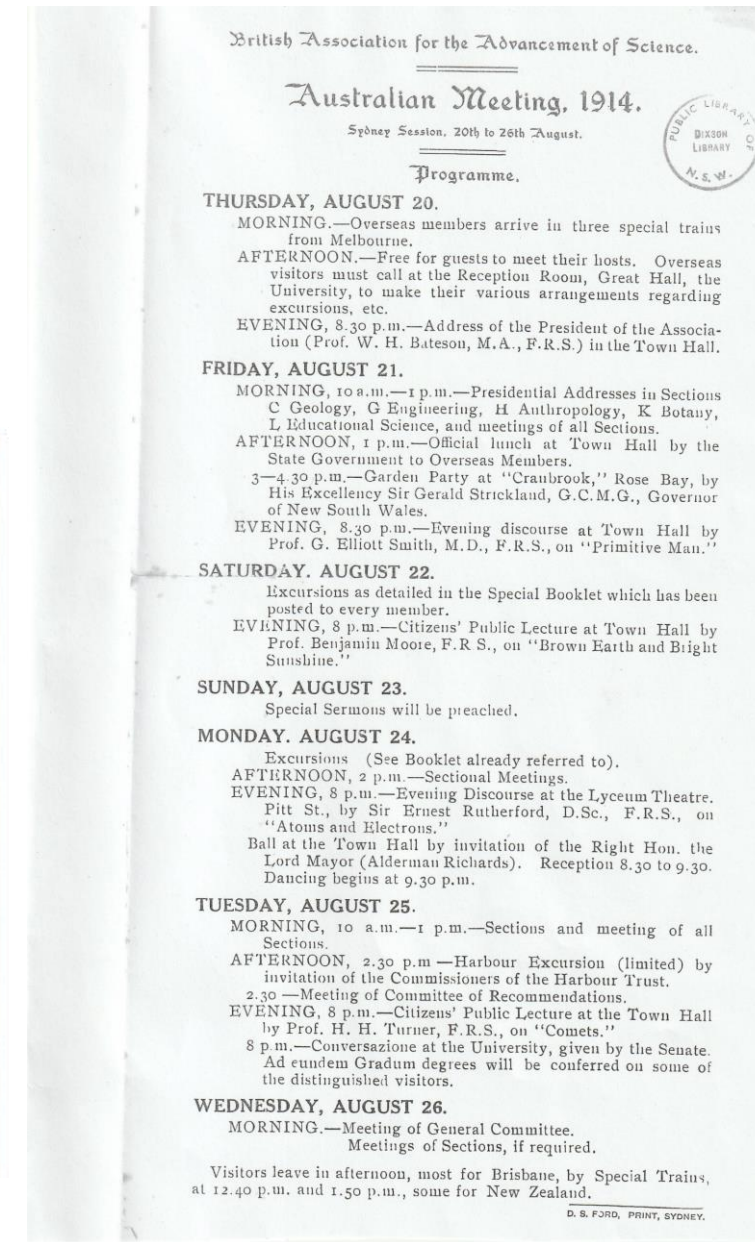 British Association for the Advancement of Science.
Australian Meeting, 1914.
Sydney Session, 20th to 26th August.
PUBLIC LIBRARY OF
DIXSON
LIBRARY
N. S. W.
Programme.
THURSDAY, AUGUST 20.
MORNING.—Overseas members arrive in three special trains
from Melbourne.
AFTERNOON.—Free for guests to meet their hosts. Overseas
visitors must call at the Reception Room, Great Hall, the
University, to make their various arrangements regarding
excursions, etc.
EVENING, 8.30 p.m.—Address of the President of the Associa-
tion (Prof. W. H. Bateson, M.A., F.R.S.) in the Town Hall.
FRIDAY, AUGUST 21.
MORNING, 10 a.m.—1 p.m.—Presidential Addresses in Sections
C Geology, G Engineering, H Anthropology, K Botany,
L Educational Science, and meetings of all Sections.
AFTERNOON, 1 p.m.—Official lunch at Town Hall by the
State Government to Overseas Members.
3—4.30 p.m.—Garden Party at "Cranbrook," Rose Bay, by
His Excellency Sir Gerald Strickland, G.C.M.G., Governor
of New South Wales.
EVENING, 8.30 p.m.—Evening discourse at Town Hall by
Prof. G. Elliott Smith, M.D., F.R.S., on "Primitive Man."
SATURDAY. AUGUST 22.
Excursions as detailed in the Special Booklet which has been
posted to every member.
EVENING, 8 p.m.—Citizens' Public Lecture at Town Hall by
Prof. Benjamin Moore, F.R S., on "Brown Earth and Bright
Sunshine."
SUNDAY, AUGUST 23.
Special Sermons will be preached.
MONDAY. AUGUST 24.
Excursions (See Booklet already referred to).
AFTERNOON, 2 p.m.—Sectional Meetings.
EVENING, 8 p.m.—Evening Discourse at the Lyceum Theatre.
Pitt St., by Sir Ernest Rutherford, D.Sc., F.R.S., on
"Atoms and Electrons."
Ball at the Town Hall by invitation of the Right Hon. the
Lord Mayor (Alderman Richards). Reception 8.30 to 9.30.
Dancing begins at 9.30 p.m.
TUESDAY, AUGUST 25.
MORNING, 10 a.m.—1 p.m.—Sections and meeting of all
Sections.
AFTERNOON, 2.30 p.m —Harbour Excursion (limited) by
invitation of the Commissioners of the Harbour Trust.
2.30 —Meeting of Committee of Recommendations.
EVENING, 8 p.m.—Citizens' Public Lecture at the Town Hall
by Prof. H. H. Turner, F.R.S., on "Comets."
8 p.m.—Conversazione at the University, given by the Senate.
Ad eundem Gradum degrees will be conferred on some of
the distinguished visitors.
WEDNESDAY, AUGUST 26.
MORNING.—Meeting of General Committee.
Meetings of Sections, if required.
Visitors leave in afternoon, most for Brisbane, by Special Trains,
at 12.40 p.m. and 1.50 p.m., some for New Zealand.
D. S. FORD, PRINT, SYDNEY.